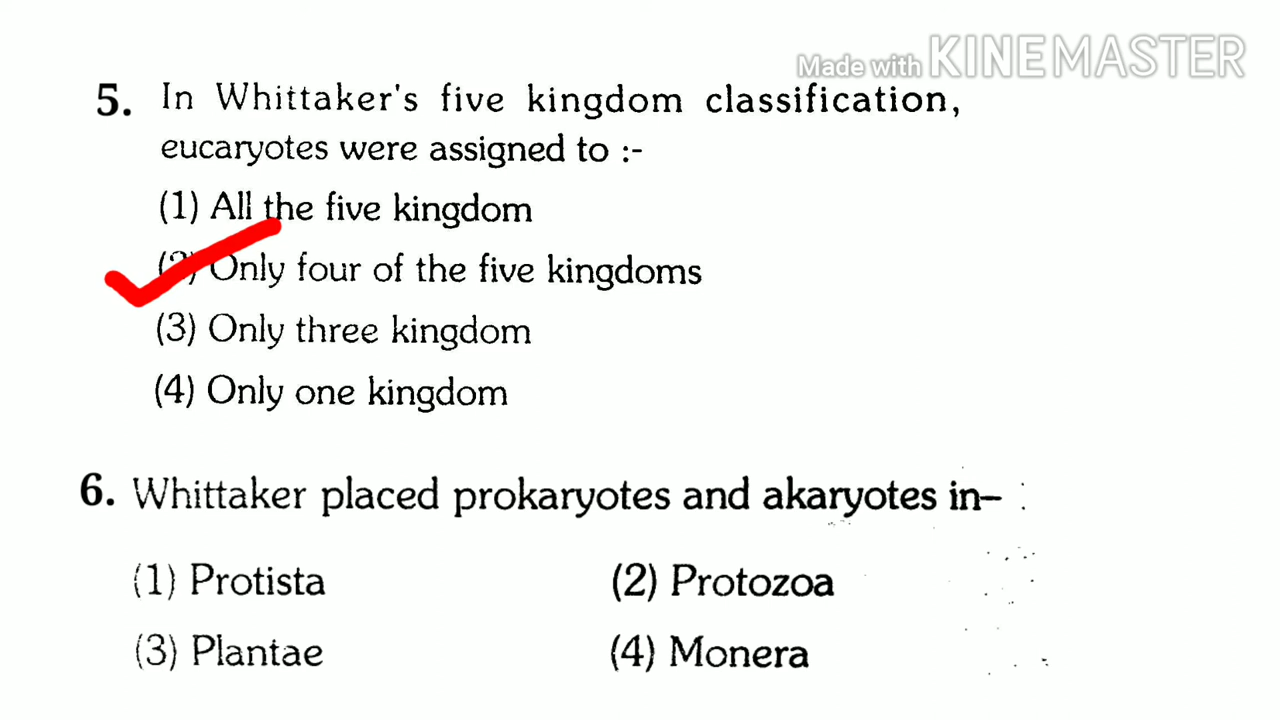 Made with KINEMASTER
5. In Whittaker's five kingdom classification,
eucaryotes were assigned to :-
(1) All the five kingdom
(2) Only four of the five kingdoms
(3) Only three kingdom
(4) Only one kingdom
6. Whittaker placed prokaryotes and akaryotes in–
(1) Protista (2) Protozoa
(3) Plantae (4) Monera